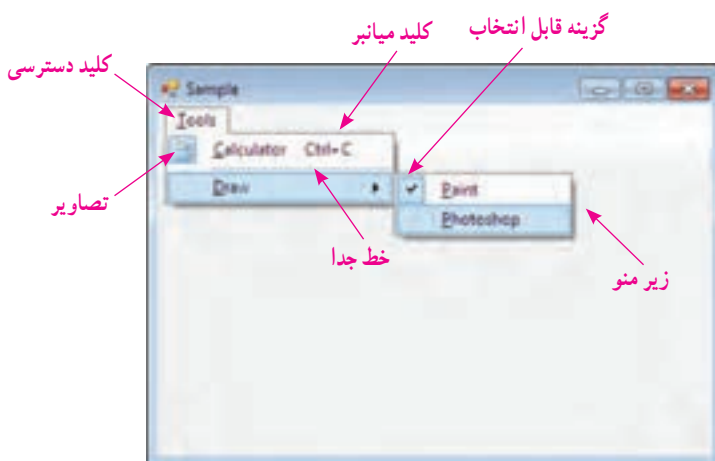 گزینه قابل انتخاب
کلید میانبر
کلید دسترسی
Sample
Tools
Calculator Ctrl+C
تصاویر
Draw
Paint
Photoshop
خط جدا
زیر منو